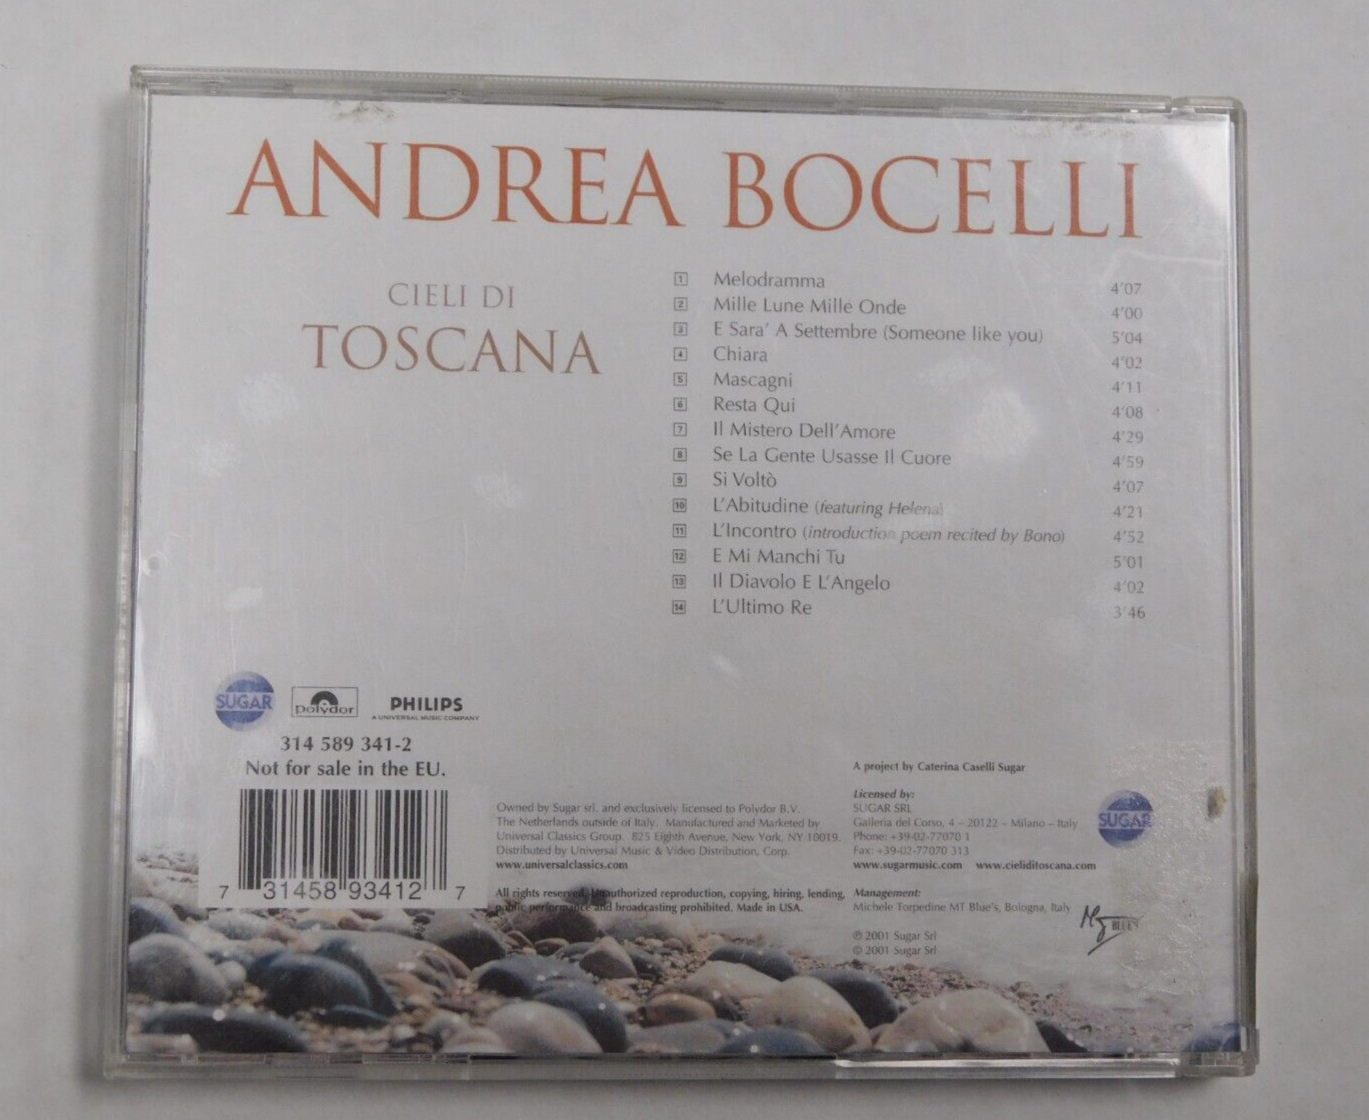 ANDREA BOCELLI
CIELI DI
TOSCANA
1 Melodramma 4'07
2 Mille Lune Mille Onde 4'00
3 E Sara' A Settembre (Someone like you) 5'04
4 Chiara 4'02
5 Mascagni 4'11
6 Resta Qui 4'08
7 Il Mistero Dell'Amore 4'29
8 Se La Gente Usasse Il Cuore 4'59
9 Si Voltò 4'07
10 L'Abitudine (featuring Helena) 4'21
11 L'Incontro (introduction poem recited by Bono) 4'52
12 E Mi Manchi Tu 5'01
13 Il Diavolo E L'Angelo 4'02
14 L'Ultimo Re 3'46
SUGAR
polydor
PHILIPS
A UNIVERSAL MUSIC COMPANY
314 589 341-2
Not for sale in the EU.
7 31458 93412 7
Owned by Sugar srl. and exclusively licensed to Polydor B.V.
The Netherlands outside of Italy. Manufactured and Marketed by
Universal Classics Group. 825 Eighth Avenue, New York, NY 10019.
Distributed by Universal Music & Video Distribution, Corp.
www.universalclassics.com
All rights reserved. Unauthorized reproduction, copying, hiring, lending,
public performance and broadcasting prohibited. Made in USA.
A project by Caterina Caselli Sugar
Licensed by:
SUGAR SRL
Galleria del Corso, 4 – 20122 – Milano – Italy
Phone: +39-02-77070 1
Fax: +39-02-77070 313
www.sugarmusic.com www.cieliditoscana.com
SUGAR
Management:
Michele Torpedine MT Blue's, Bologna, Italy
℗ 2001 Sugar Srl
© 2001 Sugar Srl
BLUE'S